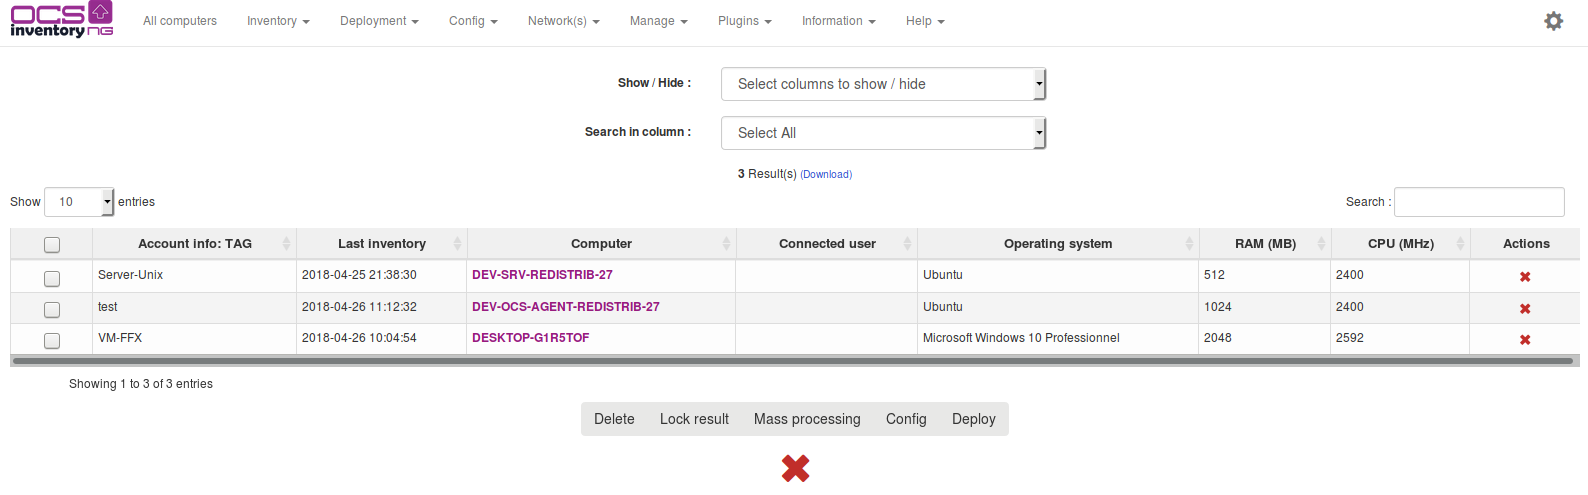 OCS
inventory NG
All computers Inventory Deployment Config Network(s) Manage Plugins Information Help
Show / Hide : Select columns to show / hide
Search in column : Select All
3 Result(s) (Download)
Show 10 entries Search :
Account info: TAG Last inventory Computer Connected user Operating system RAM (MB) CPU (MHz) Actions
Server-Unix 2018-04-25 21:38:30 DEV-SRV-REDISTRIB-27 Ubuntu 512 2400
test 2018-04-26 11:12:32 DEV-OCS-AGENT-REDISTRIB-27 Ubuntu 1024 2400
VM-FFX 2018-04-26 10:04:54 DESKTOP-G1R5TOF Microsoft Windows 10 Professionnel 2048 2592
Showing 1 to 3 of 3 entries
Delete Lock result Mass processing Config Deploy